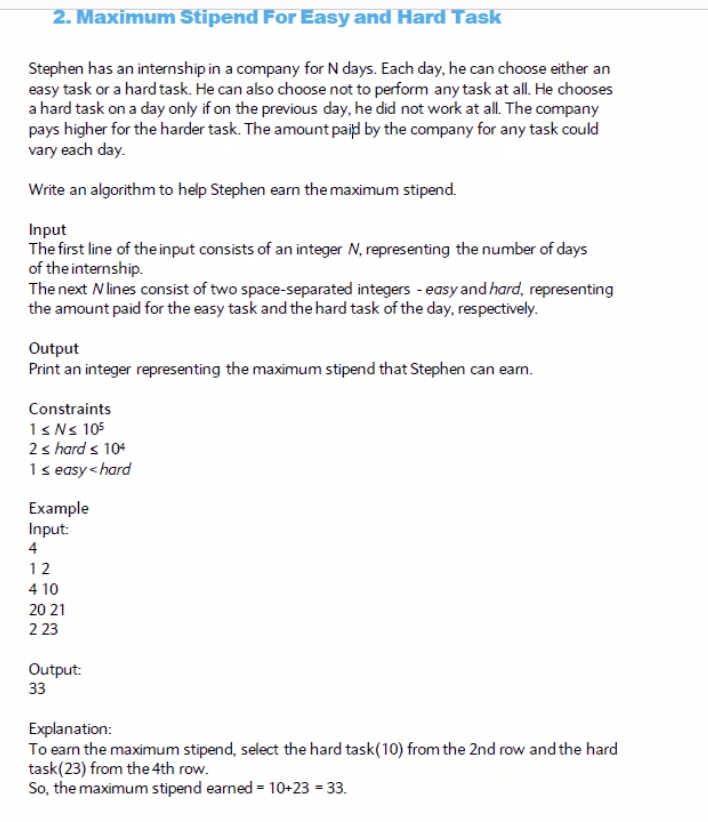 2. Maximum Stipend For Easy and Hard Task
Stephen has an internship in a company for N days. Each day, he can choose either an
easy task or a hard task. He can also choose not to perform any task at all. He chooses
a hard task on a day only if on the previous day, he did not work at all. The company
pays higher for the harder task. The amount paid by the company for any task could
vary each day.
Write an algorithm to help Stephen earn the maximum stipend.
Input
The first line of the input consists of an integer N, representing the number of days
of the internship.
The next N lines consist of two space-separated integers - easy and hard, representing
the amount paid for the easy task and the hard task of the day, respectively.
Output
Print an integer representing the maximum stipend that Stephen can earn.
Constraints
1 ≤ N ≤ 10⁵
2 ≤ hard ≤ 10⁴
1 ≤ easy < hard
Example
Input:
4
1 2
4 10
20 21
2 23
Output:
33
Explanation:
To earn the maximum stipend, select the hard task(10) from the 2nd row and the hard
task(23) from the 4th row.
So, the maximum stipend earned = 10+23 = 33.